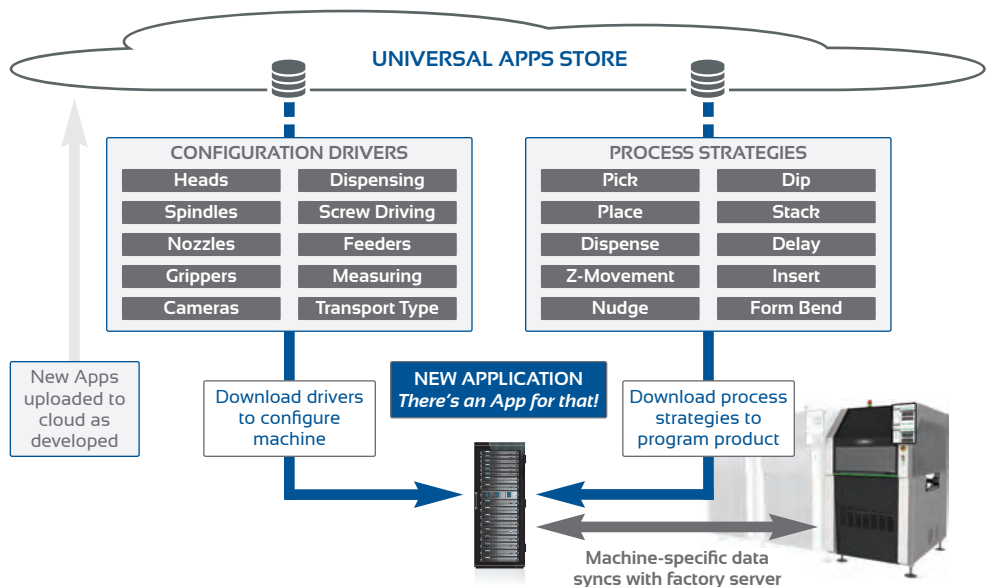 UNIVERSAL APPS STORE
CONFIGURATION DRIVERS
Heads
Dispensing
Spindles
Screw Driving
Nozzles
Feeders
Grippers
Measuring
Cameras
Transport Type
PROCESS STRATEGIES
Pick
Dip
Place
Stack
Dispense
Delay
Z-Movement
Insert
Nudge
Form Bend
New Apps
uploaded to
cloud as
developed
Download drivers
to configure
machine
NEW APPLICATION
There's an App for that!
Download process
strategies to
program product
Machine-specific data
syncs with factory server